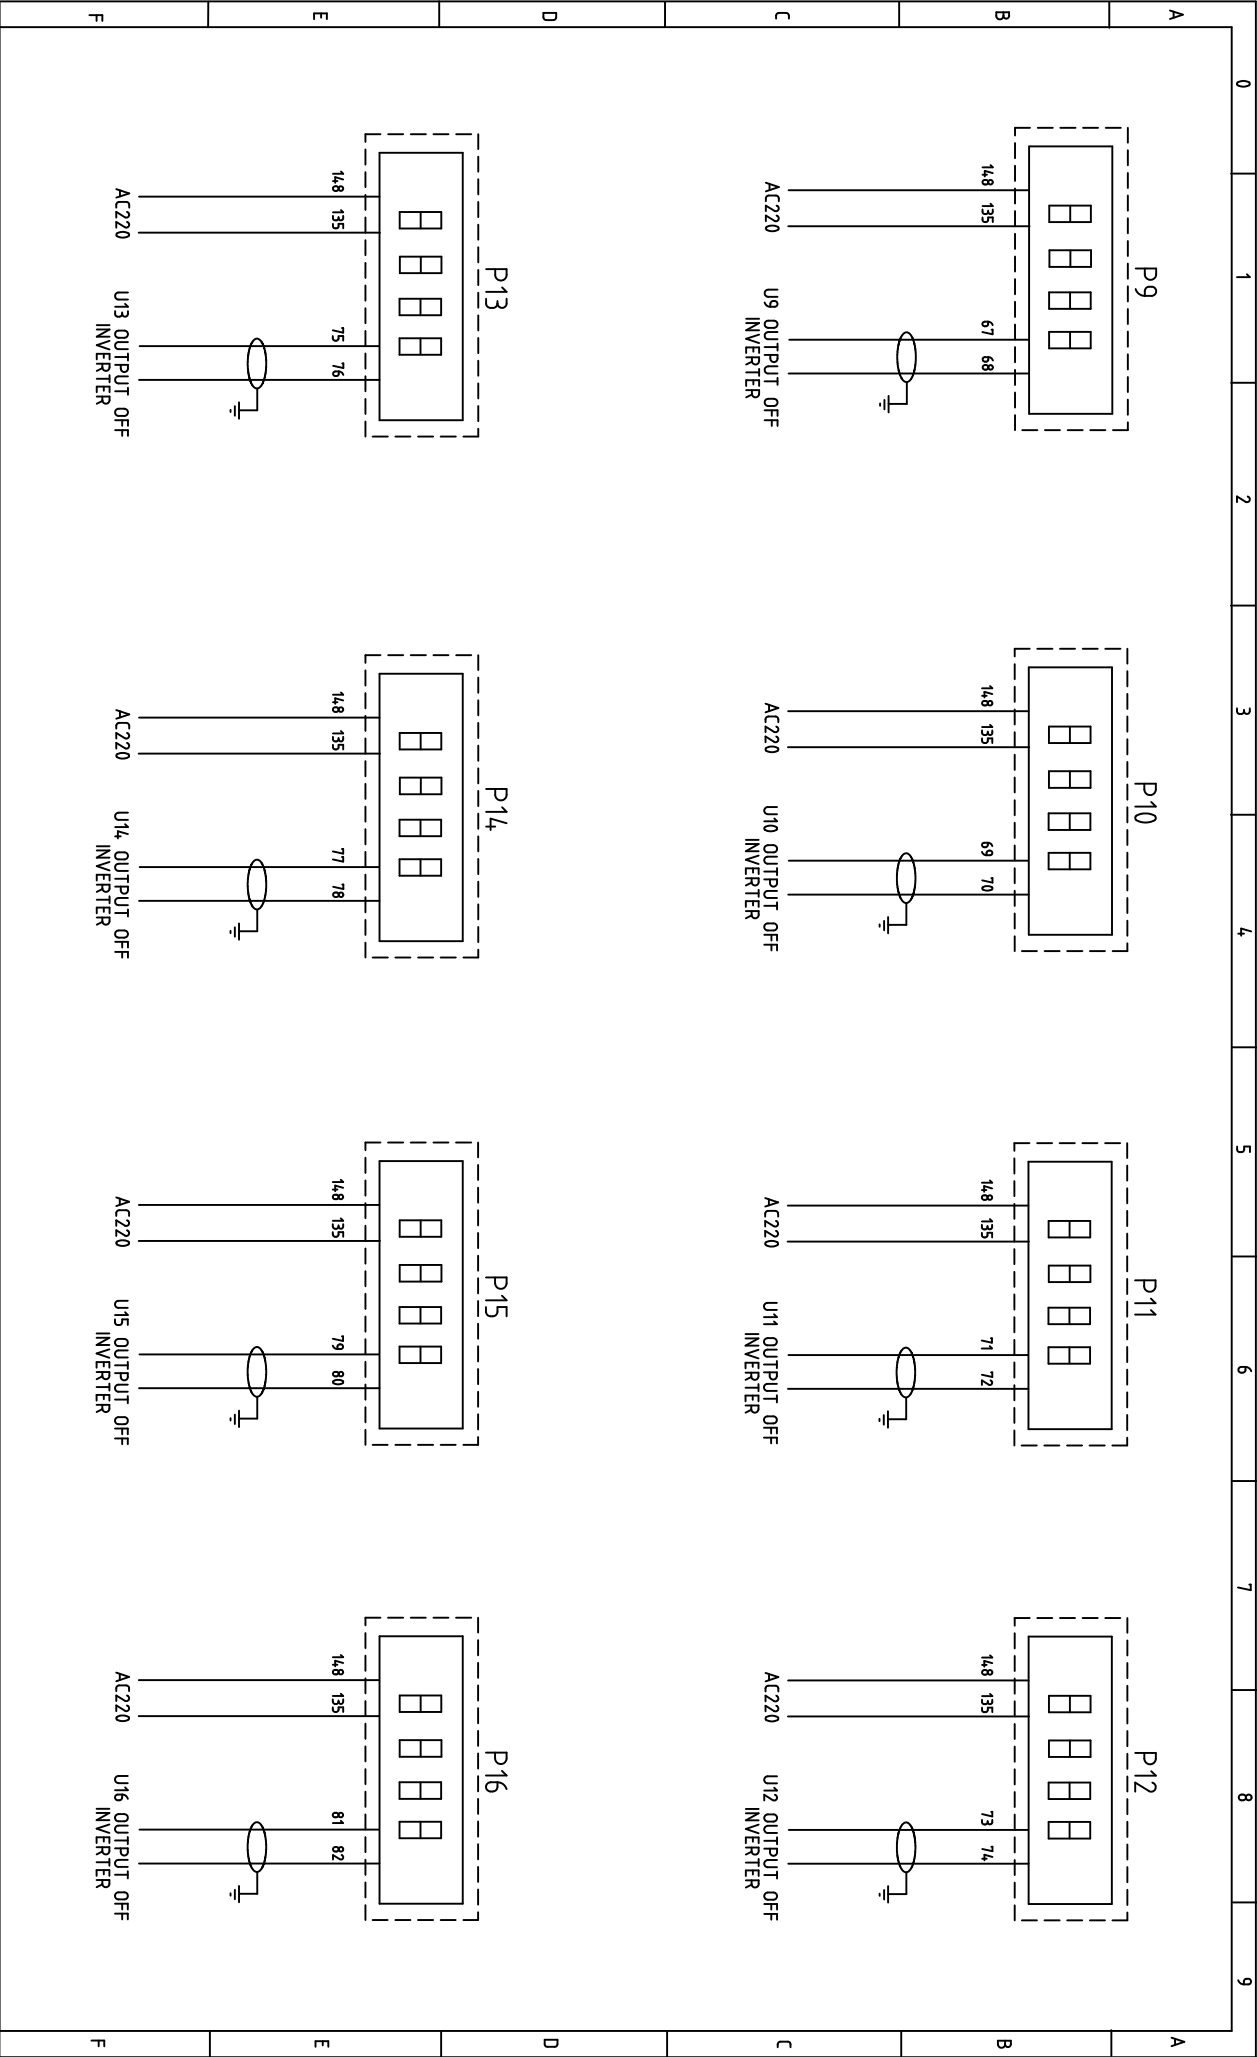 0 1 2 3 4 5 6 7 8 9
A A
B B
C C
D D
E E
F F
P9
148 135 67 68
AC220
U9 OUTPUT OFF
INVERTER
P10
148 135 69 70
AC220
U10 OUTPUT OFF
INVERTER
P11
148 135 71 72
AC220
U11 OUTPUT OFF
INVERTER
P12
148 135 73 74
AC220
U12 OUTPUT OFF
INVERTER
P13
148 135 75 76
AC220
U13 OUTPUT OFF
INVERTER
P14
148 135 77 78
AC220
U14 OUTPUT OFF
INVERTER
P15
148 135 79 80
AC220
U15 OUTPUT OFF
INVERTER
P16
148 135 81 82
AC220
U16 OUTPUT OFF
INVERTER